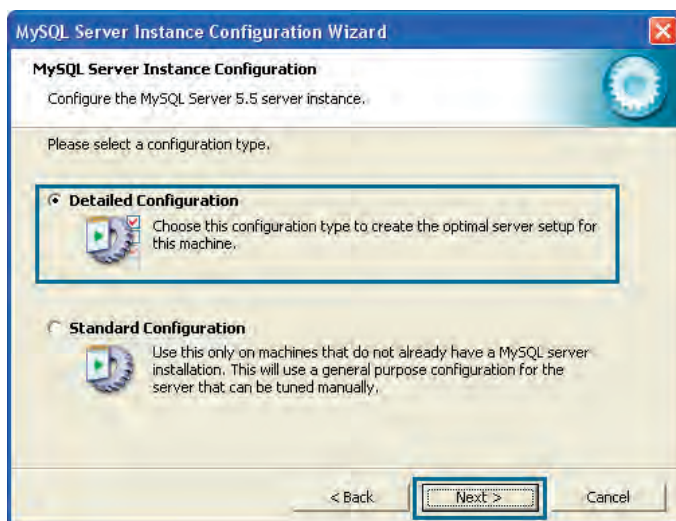 MySQL Server Instance Configuration Wizard
MySQL Server Instance Configuration
Configure the MySQL Server 5.5 server instance.
Please select a configuration type.
Detailed Configuration
Choose this configuration type to create the optimal server setup for
this machine.
Standard Configuration
Use this only on machines that do not already have a MySQL server
installation. This will use a general purpose configuration for the
server that can be tuned manually.
< Back
Next >
Cancel